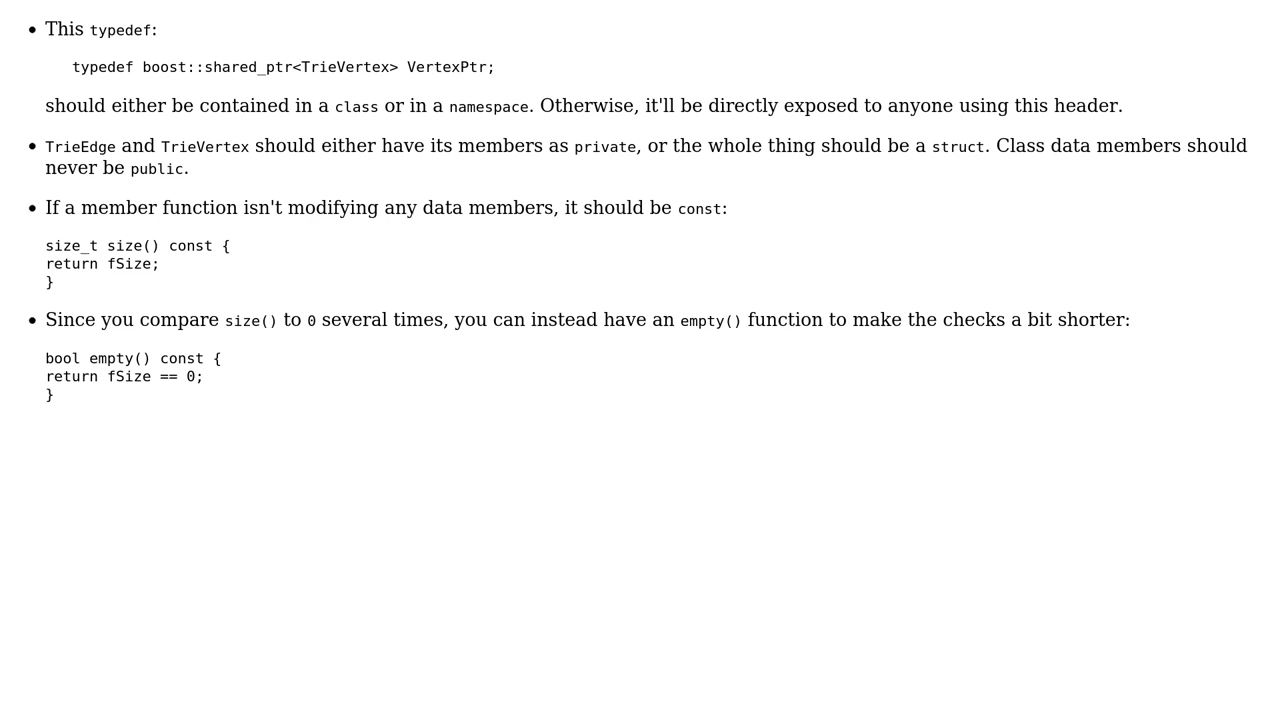 • This typedef:
typedef boost::shared_ptr<TrieVertex> VertexPtr;
should either be contained in a class or in a namespace. Otherwise, it'll be directly exposed to anyone using this header.
• TrieEdge and TrieVertex should either have its members as private, or the whole thing should be a struct. Class data members should
never be public.
• If a member function isn't modifying any data members, it should be const:
size_t size() const {
return fSize;
}
• Since you compare size() to 0 several times, you can instead have an empty() function to make the checks a bit shorter:
bool empty() const {
return fSize == 0;
}